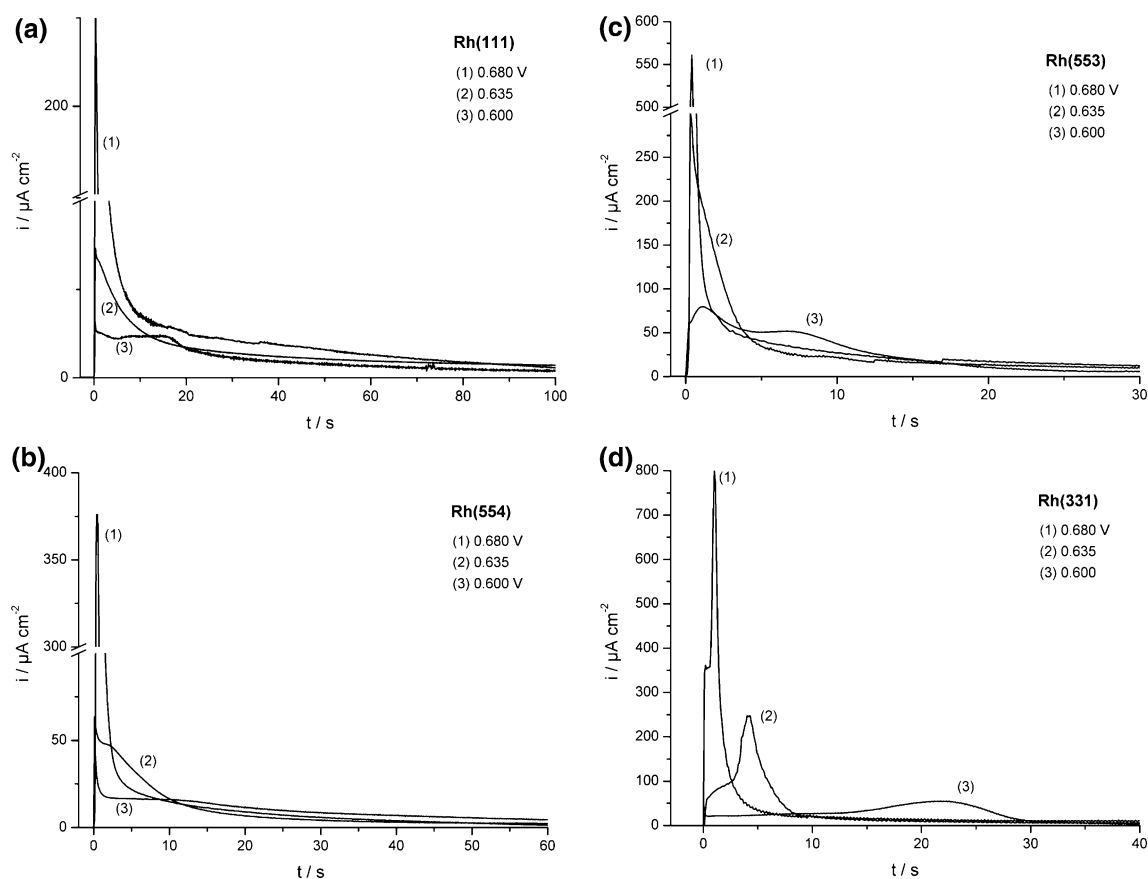 (a)
Rh(111)
(1) 0.680 V
(2) 0.635
(3) 0.600
200
0
i / µA cm-2
(1)
(2)
(3)
0 20 40 60 80 100
t / s
(c)
Rh(553)
(1) 0.680 V
(2) 0.635
(3) 0.600
600
550
500
250
200
150
100
50
0
i / µA cm-2
(1)
(2)
(3)
0 10 20 30
t / s
(b)
Rh(554)
(1) 0.680 V
(2) 0.635
(3) 0.600 V
400
350
300
50
0
i / µA cm-2
(1)
(2)
(3)
0 10 20 30 40 50 60
t / s
(d)
Rh(331)
(1) 0.680 V
(2) 0.635
(3) 0.600
800
700
600
500
400
300
200
100
0
i / µA cm-2
(1)
(2)
(3)
0 10 20 30 40
t / s